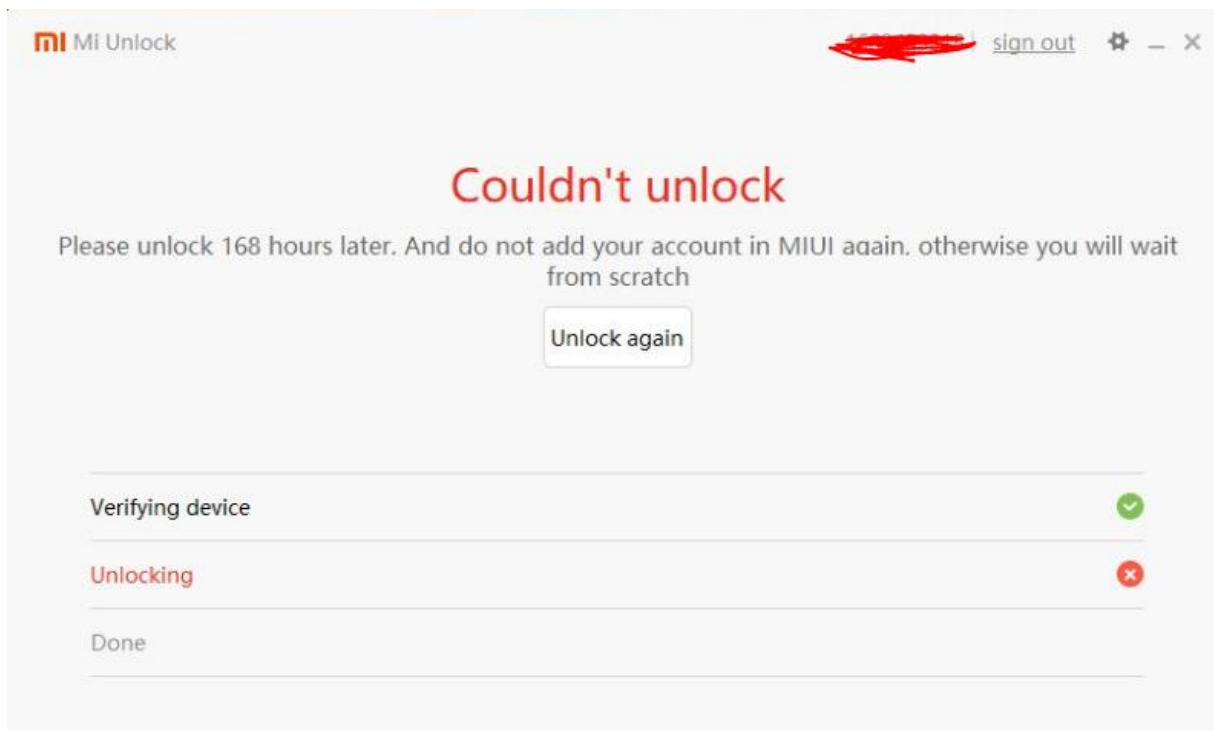 Mi Unlock
sign out
Couldn't unlock
Please unlock 168 hours later. And do not add your account in MIUI again. otherwise you will wait
from scratch
Unlock again
Verifying device
Unlocking
Done